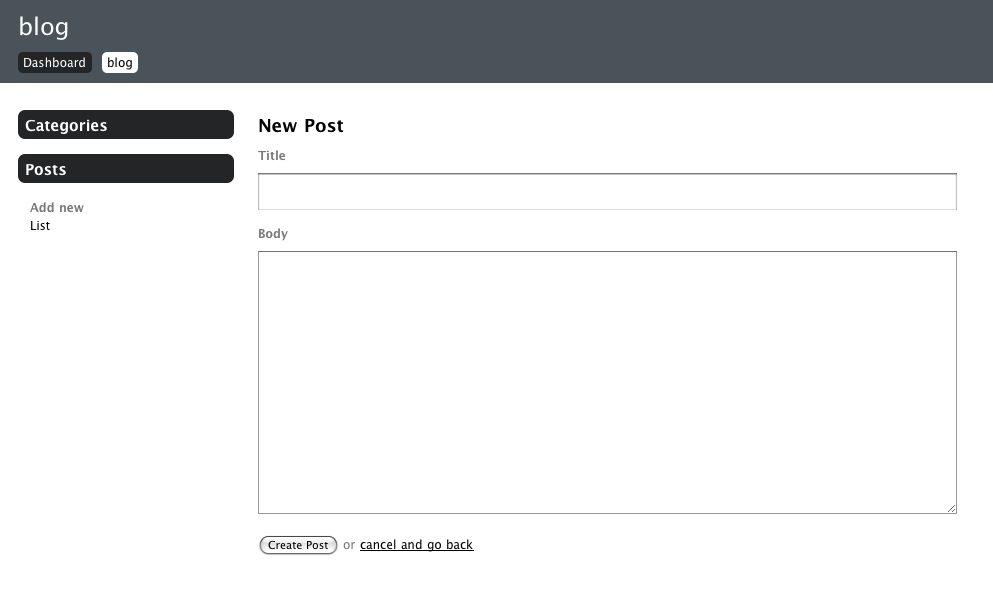 blog
Dashboard blog
Categories
Posts
Add new
List
New Post
Title
Body
Create Post or cancel and go back